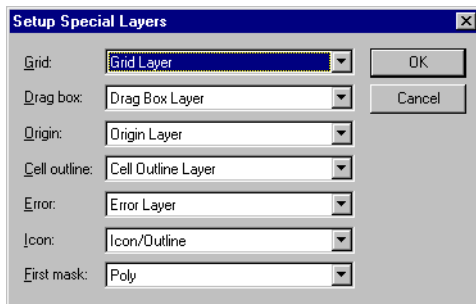 Setup Special Layers
Grid: Grid Layer OK
Drag box: Drag Box Layer Cancel
Origin: Origin Layer
Cell outline: Cell Outline Layer
Error: Error Layer
Icon: Icon/Outline
First mask: Poly